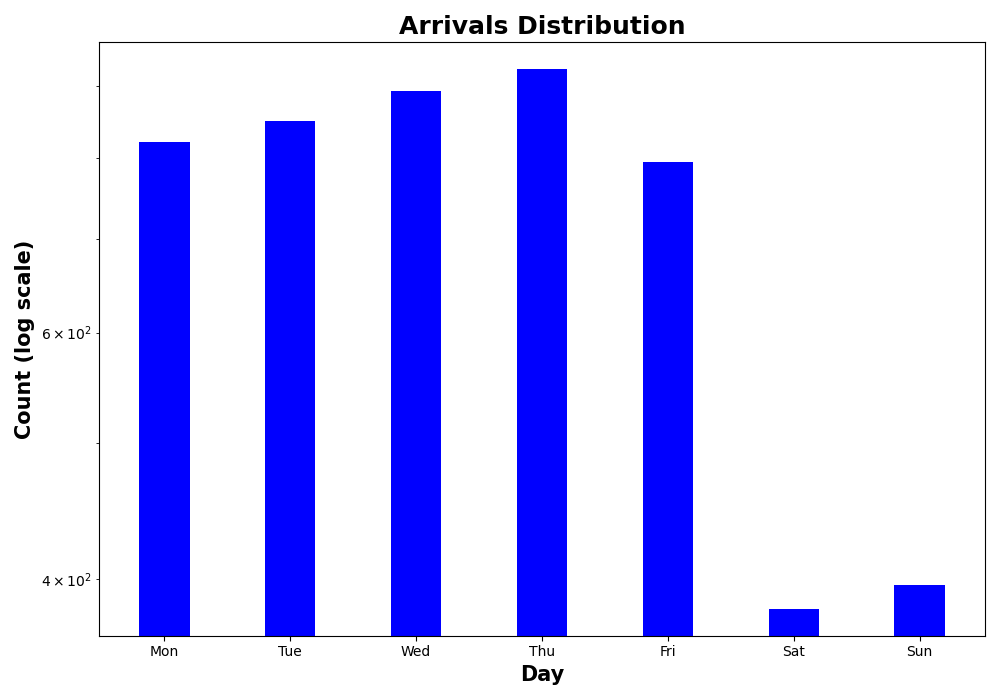 Arrivals Distribution
Count (log scale)
6 × 10²
4 × 10²
Mon Tue Wed Thu Fri Sat Sun
Day